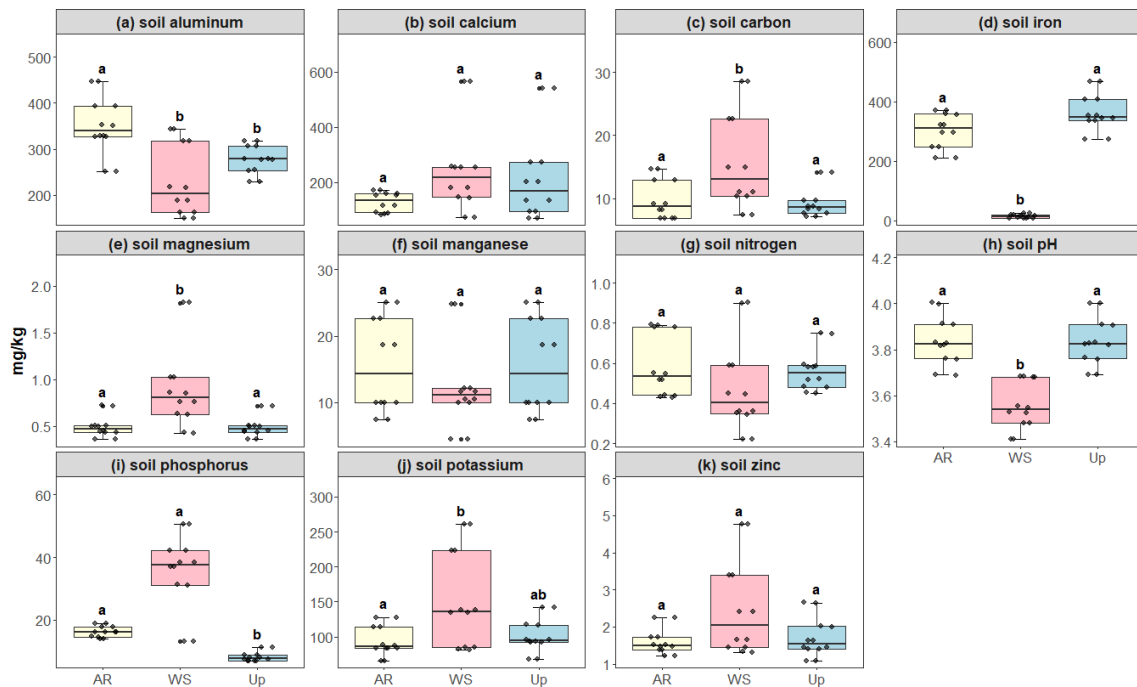 (a) soil aluminum
(b) soil calcium
(c) soil carbon
(d) soil iron
500
400
300
200
a
b
b
600
400
200
a
a
a
30
20
10
a
b
a
600
400
200
0
a
b
a
(e) soil magnesium
(f) soil manganese
(g) soil nitrogen
(h) soil pH
mg/kg
2.0
1.5
1.0
0.5
a
b
a
30
20
10
a
a
a
1.0
0.8
0.6
0.4
0.2
a
a
a
4.2
4.0
3.8
3.6
3.4
a
b
a
AR WS Up
(i) soil phosphorus
(j) soil potassium
(k) soil zinc
60
40
20
a
a
b
300
250
200
150
100
a
b
ab
6
5
4
3
2
1
a
a
a
AR WS Up
AR WS Up
AR WS Up